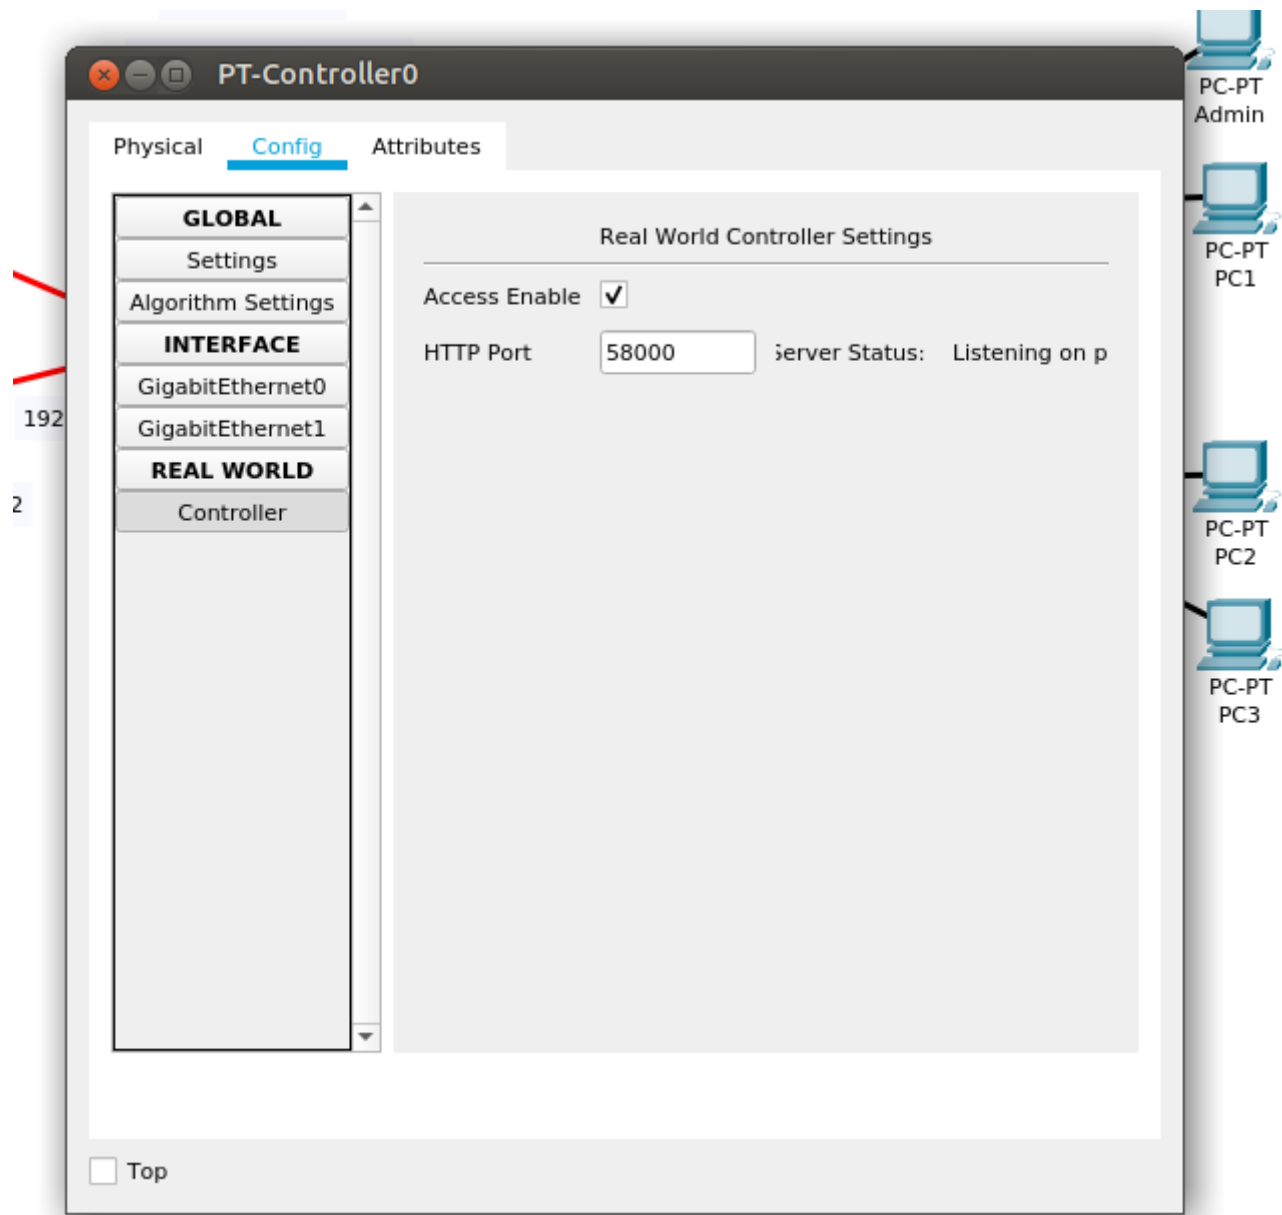 PT-Controller0
Physical Config Attributes
GLOBAL
Settings
Algorithm Settings
INTERFACE
GigabitEthernet0
GigabitEthernet1
REAL WORLD
Controller
Real World Controller Settings
Access Enable
HTTP Port 58000 Server Status: Listening on p
Top
192
2
PC-PT
Admin
PC-PT
PC1
PC-PT
PC2
PC-PT
PC3